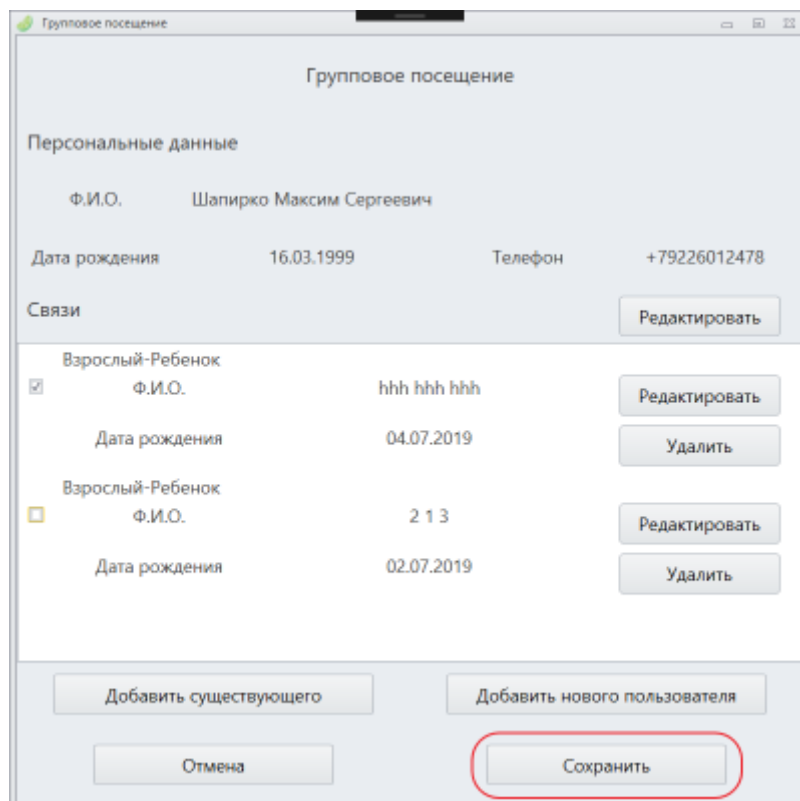 Групповое посещение
Групповое посещение
Персональные данные
Ф.И.О. Шапирко Максим Сергеевич
Дата рождения 16.03.1999 Телефон +79226012478
Связи Редактировать
Взрослый-Ребенок
Ф.И.О. hhh hhh hhh Редактировать
Дата рождения 04.07.2019 Удалить
Взрослый-Ребенок
Ф.И.О. 2 1 3 Редактировать
Дата рождения 02.07.2019 Удалить
Добавить существующего Добавить нового пользователя
Отмена Сохранить